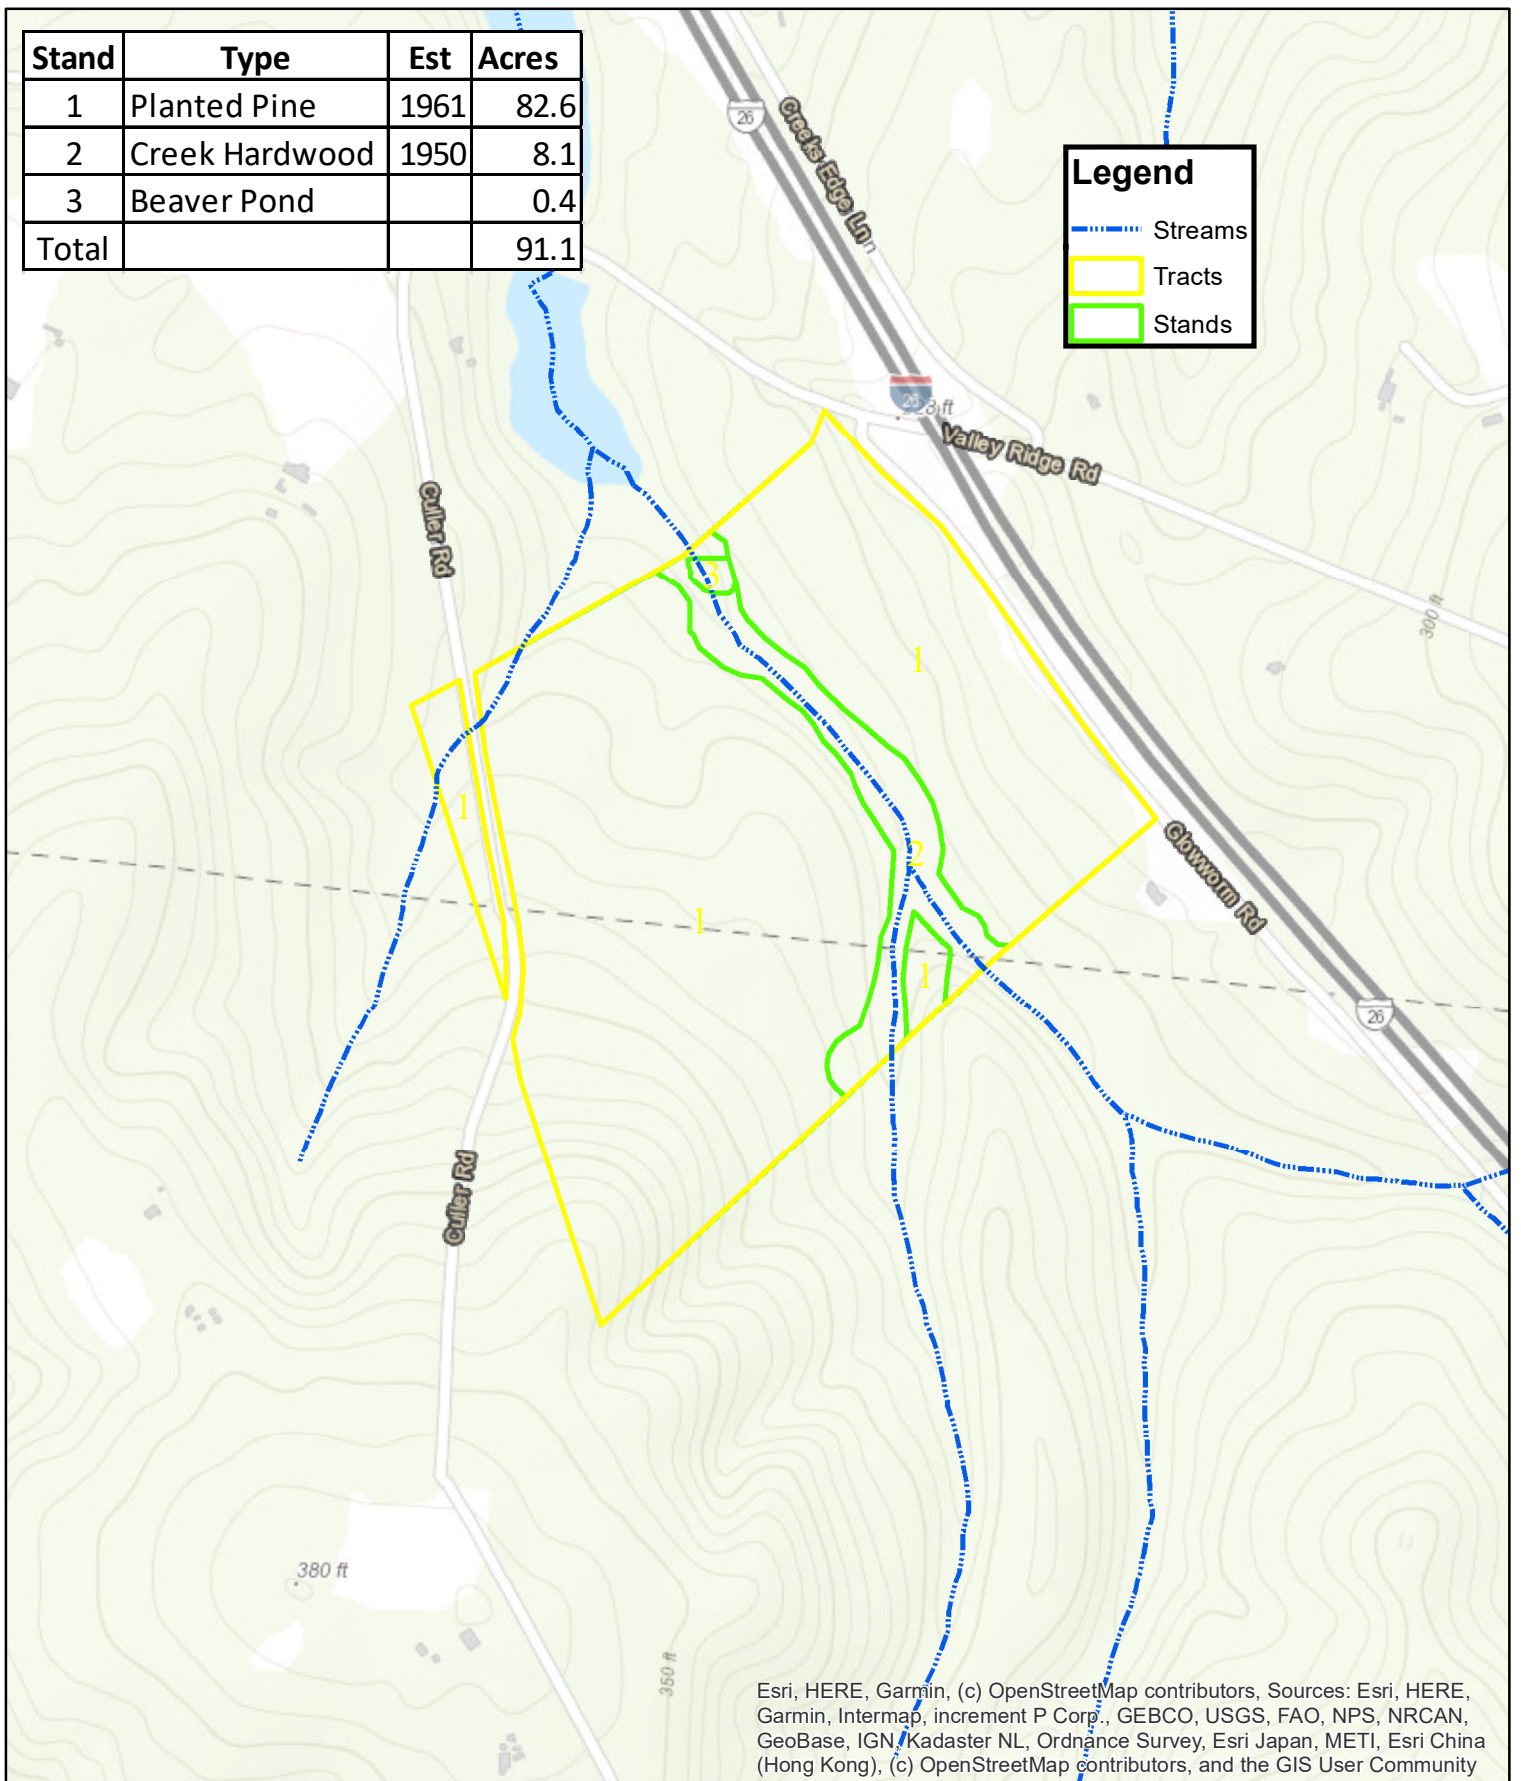 Stand Type Est Acres
1 Planted Pine 1961 82.6
2 Creek Hardwood 1950 8.1
3 Beaver Pond 0.4
Total 91.1
26
Creeks Edge Ln
Legend
Streams
Tracts
Stands
26
Valley Ridge Rd
Culler Rd
3
300 ft
1
1
2
Glowworm Rd
1
1
26
Culler Rd
380 ft
350 ft
Esri, HERE, Garmin, (c) OpenStreetMap contributors, Sources: Esri, HERE,
Garmin, Intermap, increment P Corp., GEBCO, USGS, FAO, NPS, NRCAN,
GeoBase, IGN, Kadaster NL, Ordnance Survey, Esri Japan, METI, Esri China
(Hong Kong), (c) OpenStreetMap contributors, and the GIS User Community